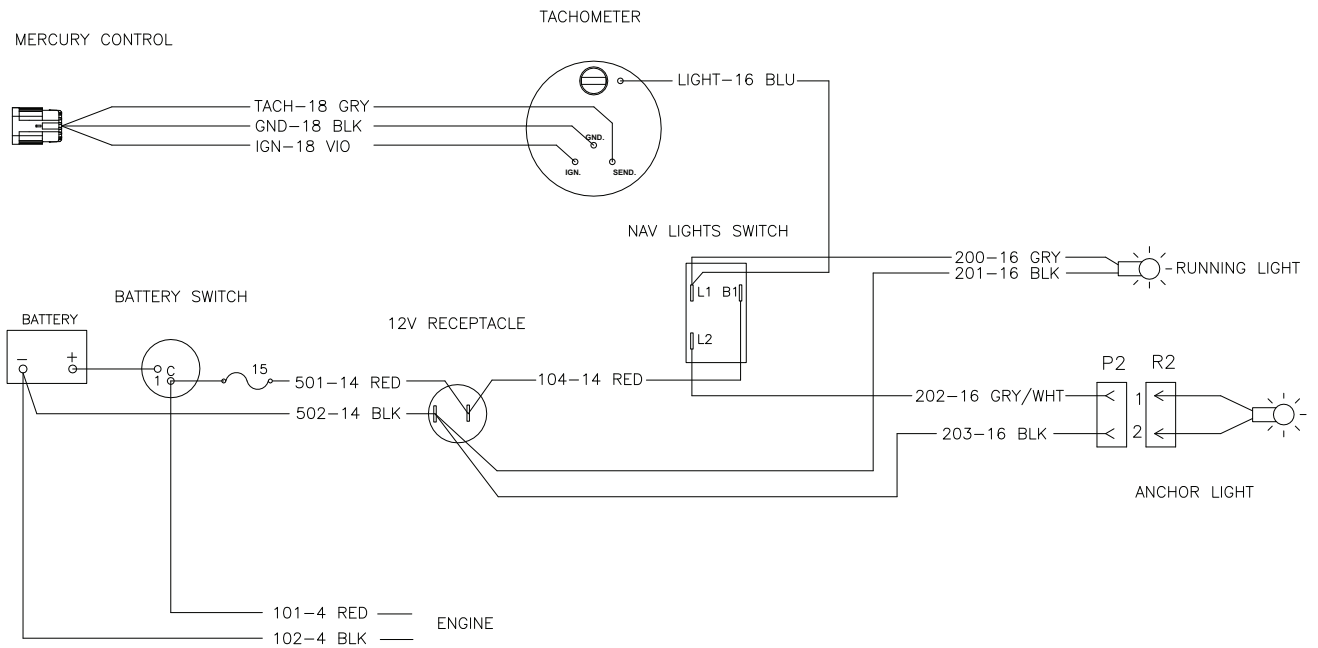 TACHOMETER
MERCURY CONTROL
LIGHT-16 BLU
TACH-18 GRY
GND-18 BLK
IGN-18 VIO
GND.
IGN.
SEND.
NAV LIGHTS SWITCH
200-16 GRY
201-16 BLK
RUNNING LIGHT
L1 B1
L2
BATTERY SWITCH
BATTERY
12V RECEPTACLE
- +
C
1
15
501-14 RED
104-14 RED
502-14 BLK
P2 R2
202-16 GRY/WHT
1
203-16 BLK
2
ANCHOR LIGHT
101-4 RED
ENGINE
102-4 BLK